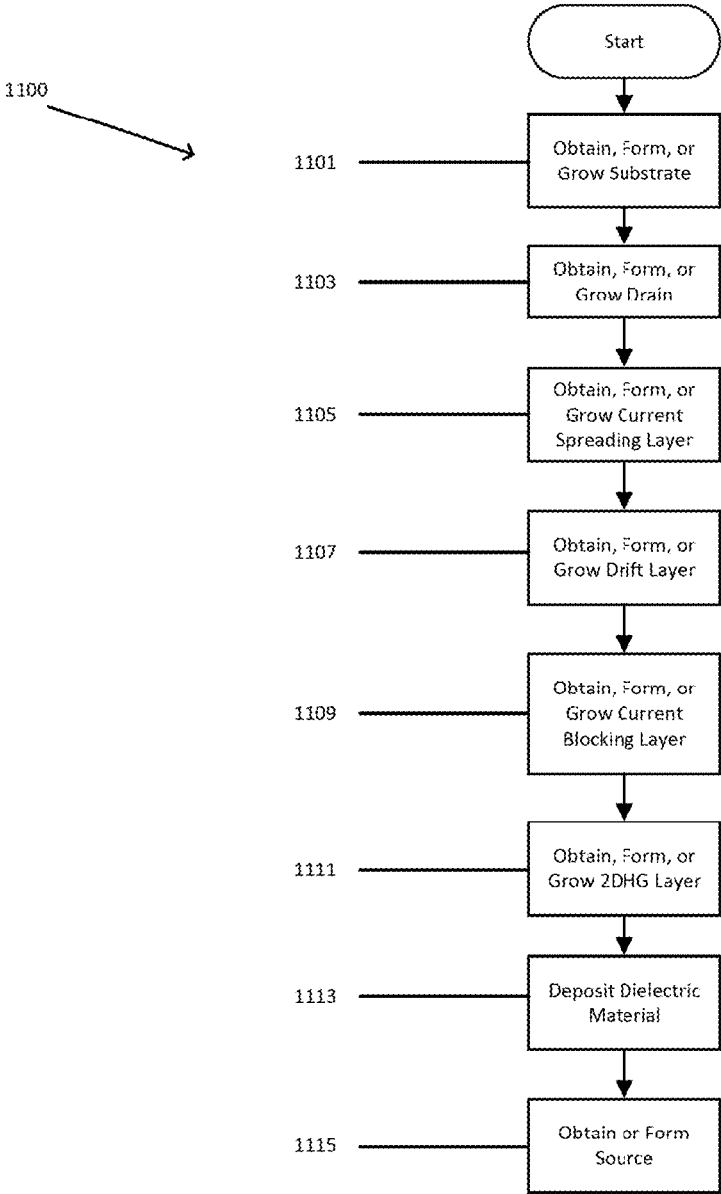 Start
1100
1101
Obtain, Form, or
Grow Substrate
1103
Obtain, Form, or
Grow Drain
1105
Obtain, Form, or
Grow Current
Spreading Layer
1107
Obtain, Form, or
Grow Drift Layer
1109
Obtain, Form, or
Grow Current
Blocking Layer
1111
Obtain, Form, or
Grow 2DHG Layer
1113
Deposit Dielectric
Material
1115
Obtain or Form
Source